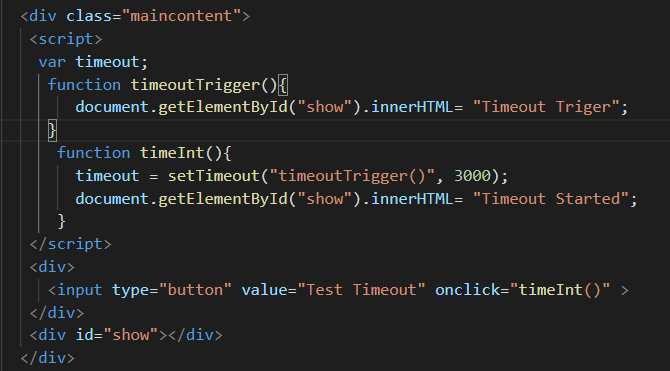 <div class="maincontent">
<script>
var timeout;
function timeoutTrigger(){
document.getElementById("show").innerHTML= "Timeout Triger";
}
function timeInt(){
timeout = setTimeout("timeoutTrigger()", 3000);
document.getElementById("show").innerHTML= "Timeout Started";
}
</script>
<div>
<input type="button" value="Test Timeout" onclick="timeInt()" >
</div>
<div id="show"></div>
</div>